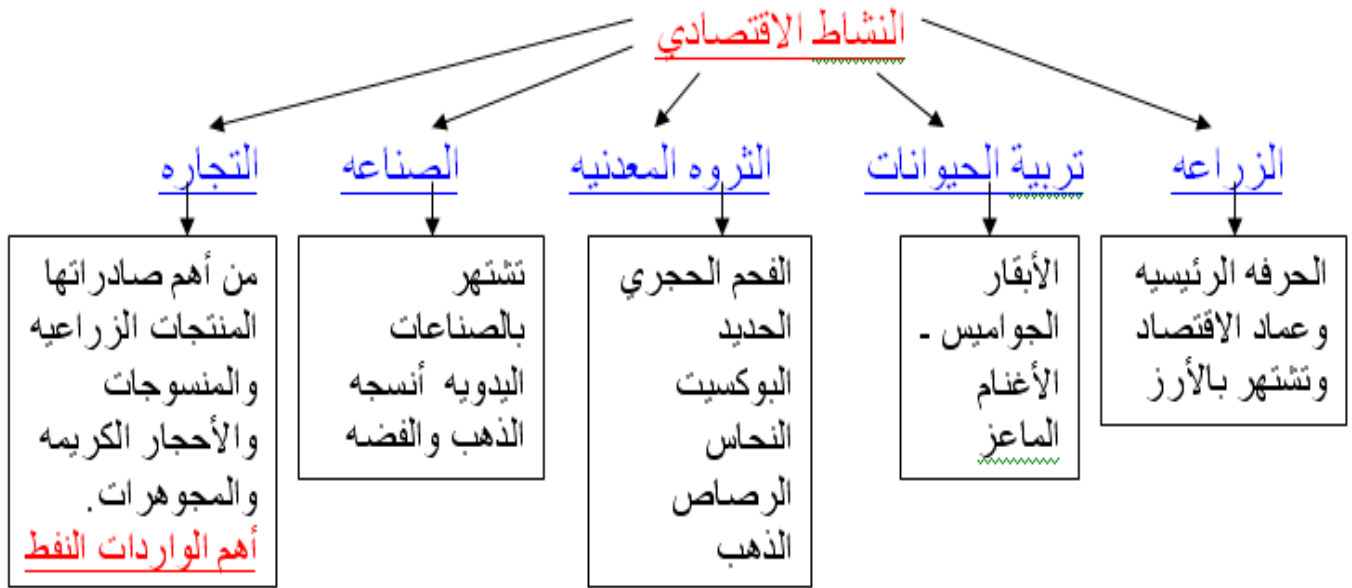 النشاط الاقتصادي
الزراعه
الحرفه الرئيسيه
وعماد الاقتصاد
وتشتهر بالأرز
تربية الحيوانات
الأبقار
الجواميس -
الأغنام
الماعز
الثروه المعدنيه
الفحم الحجري
الحديد
البوكسيت
النحاس
الرصاص
الذهب
الصناعه
تشتهر
بالصناعات
اليدويه أنسجه
الذهب والفضه
التجاره
من أهم صادراتها
المنتجات الزراعيه
والمنسوجات
والأحجار الكريمه
والمجوهرات.
أهم الواردات النفط